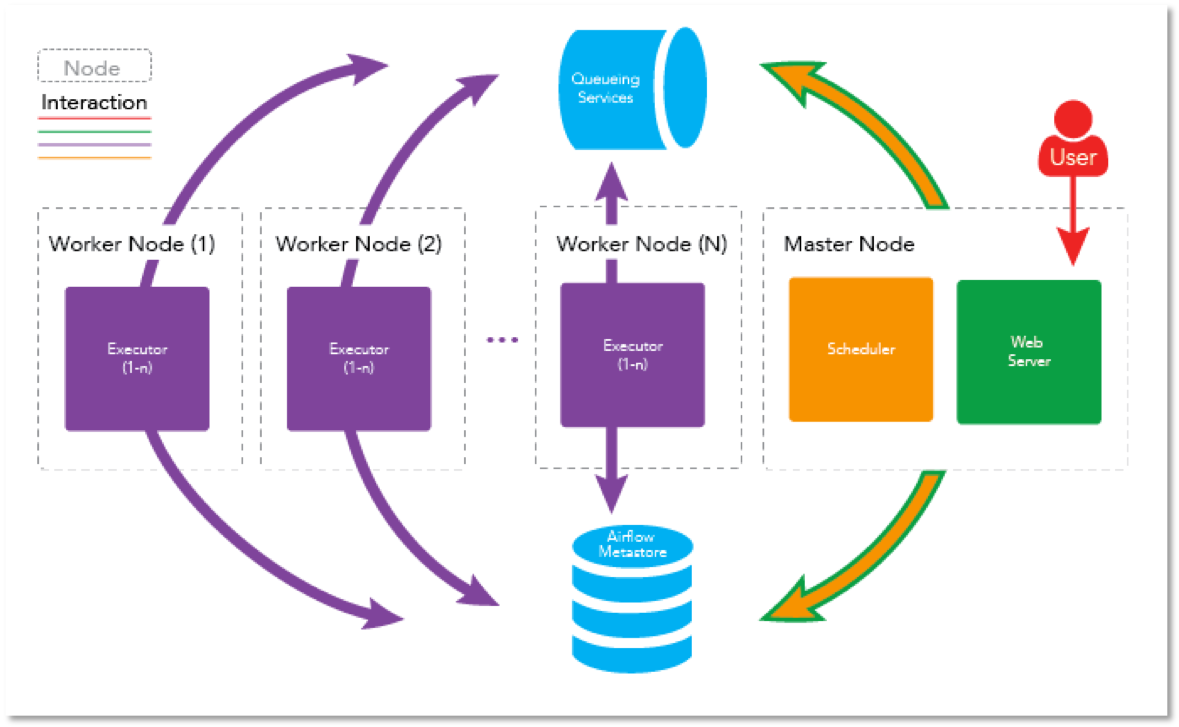 Node
Interaction
Queueing
Services
User
Worker Node (1)
Worker Node (2)
Worker Node (N)
Master Node
Executor
(1-n)
Executor
(1-n)
...
Executor
(1-n)
Scheduler
Web
Server
Airflow
Metastore